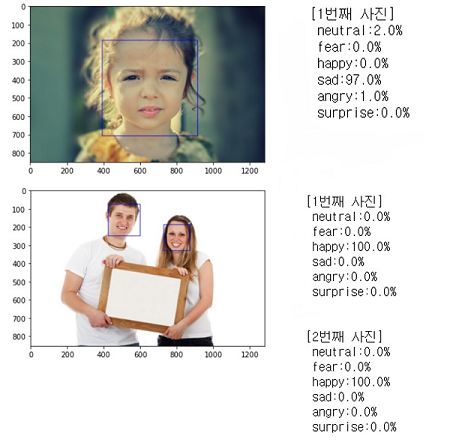 0
100
200
300
400
500
600
700
800
0 200 400 600 800 1000 1200
[1번째 사진]
neutral:2.0%
fear:0.0%
happy:0.0%
sad:97.0%
angry:1.0%
surprise:0.0%
0
100
200
300
400
500
600
700
800
0 200 400 600 800 1000 1200
[1번째 사진]
neutral:0.0%
fear:0.0%
happy:100.0%
sad:0.0%
angry:0.0%
surprise:0.0%
[2번째 사진]
neutral:0.0%
fear:0.0%
happy:100.0%
sad:0.0%
angry:0.0%
surprise:0.0%